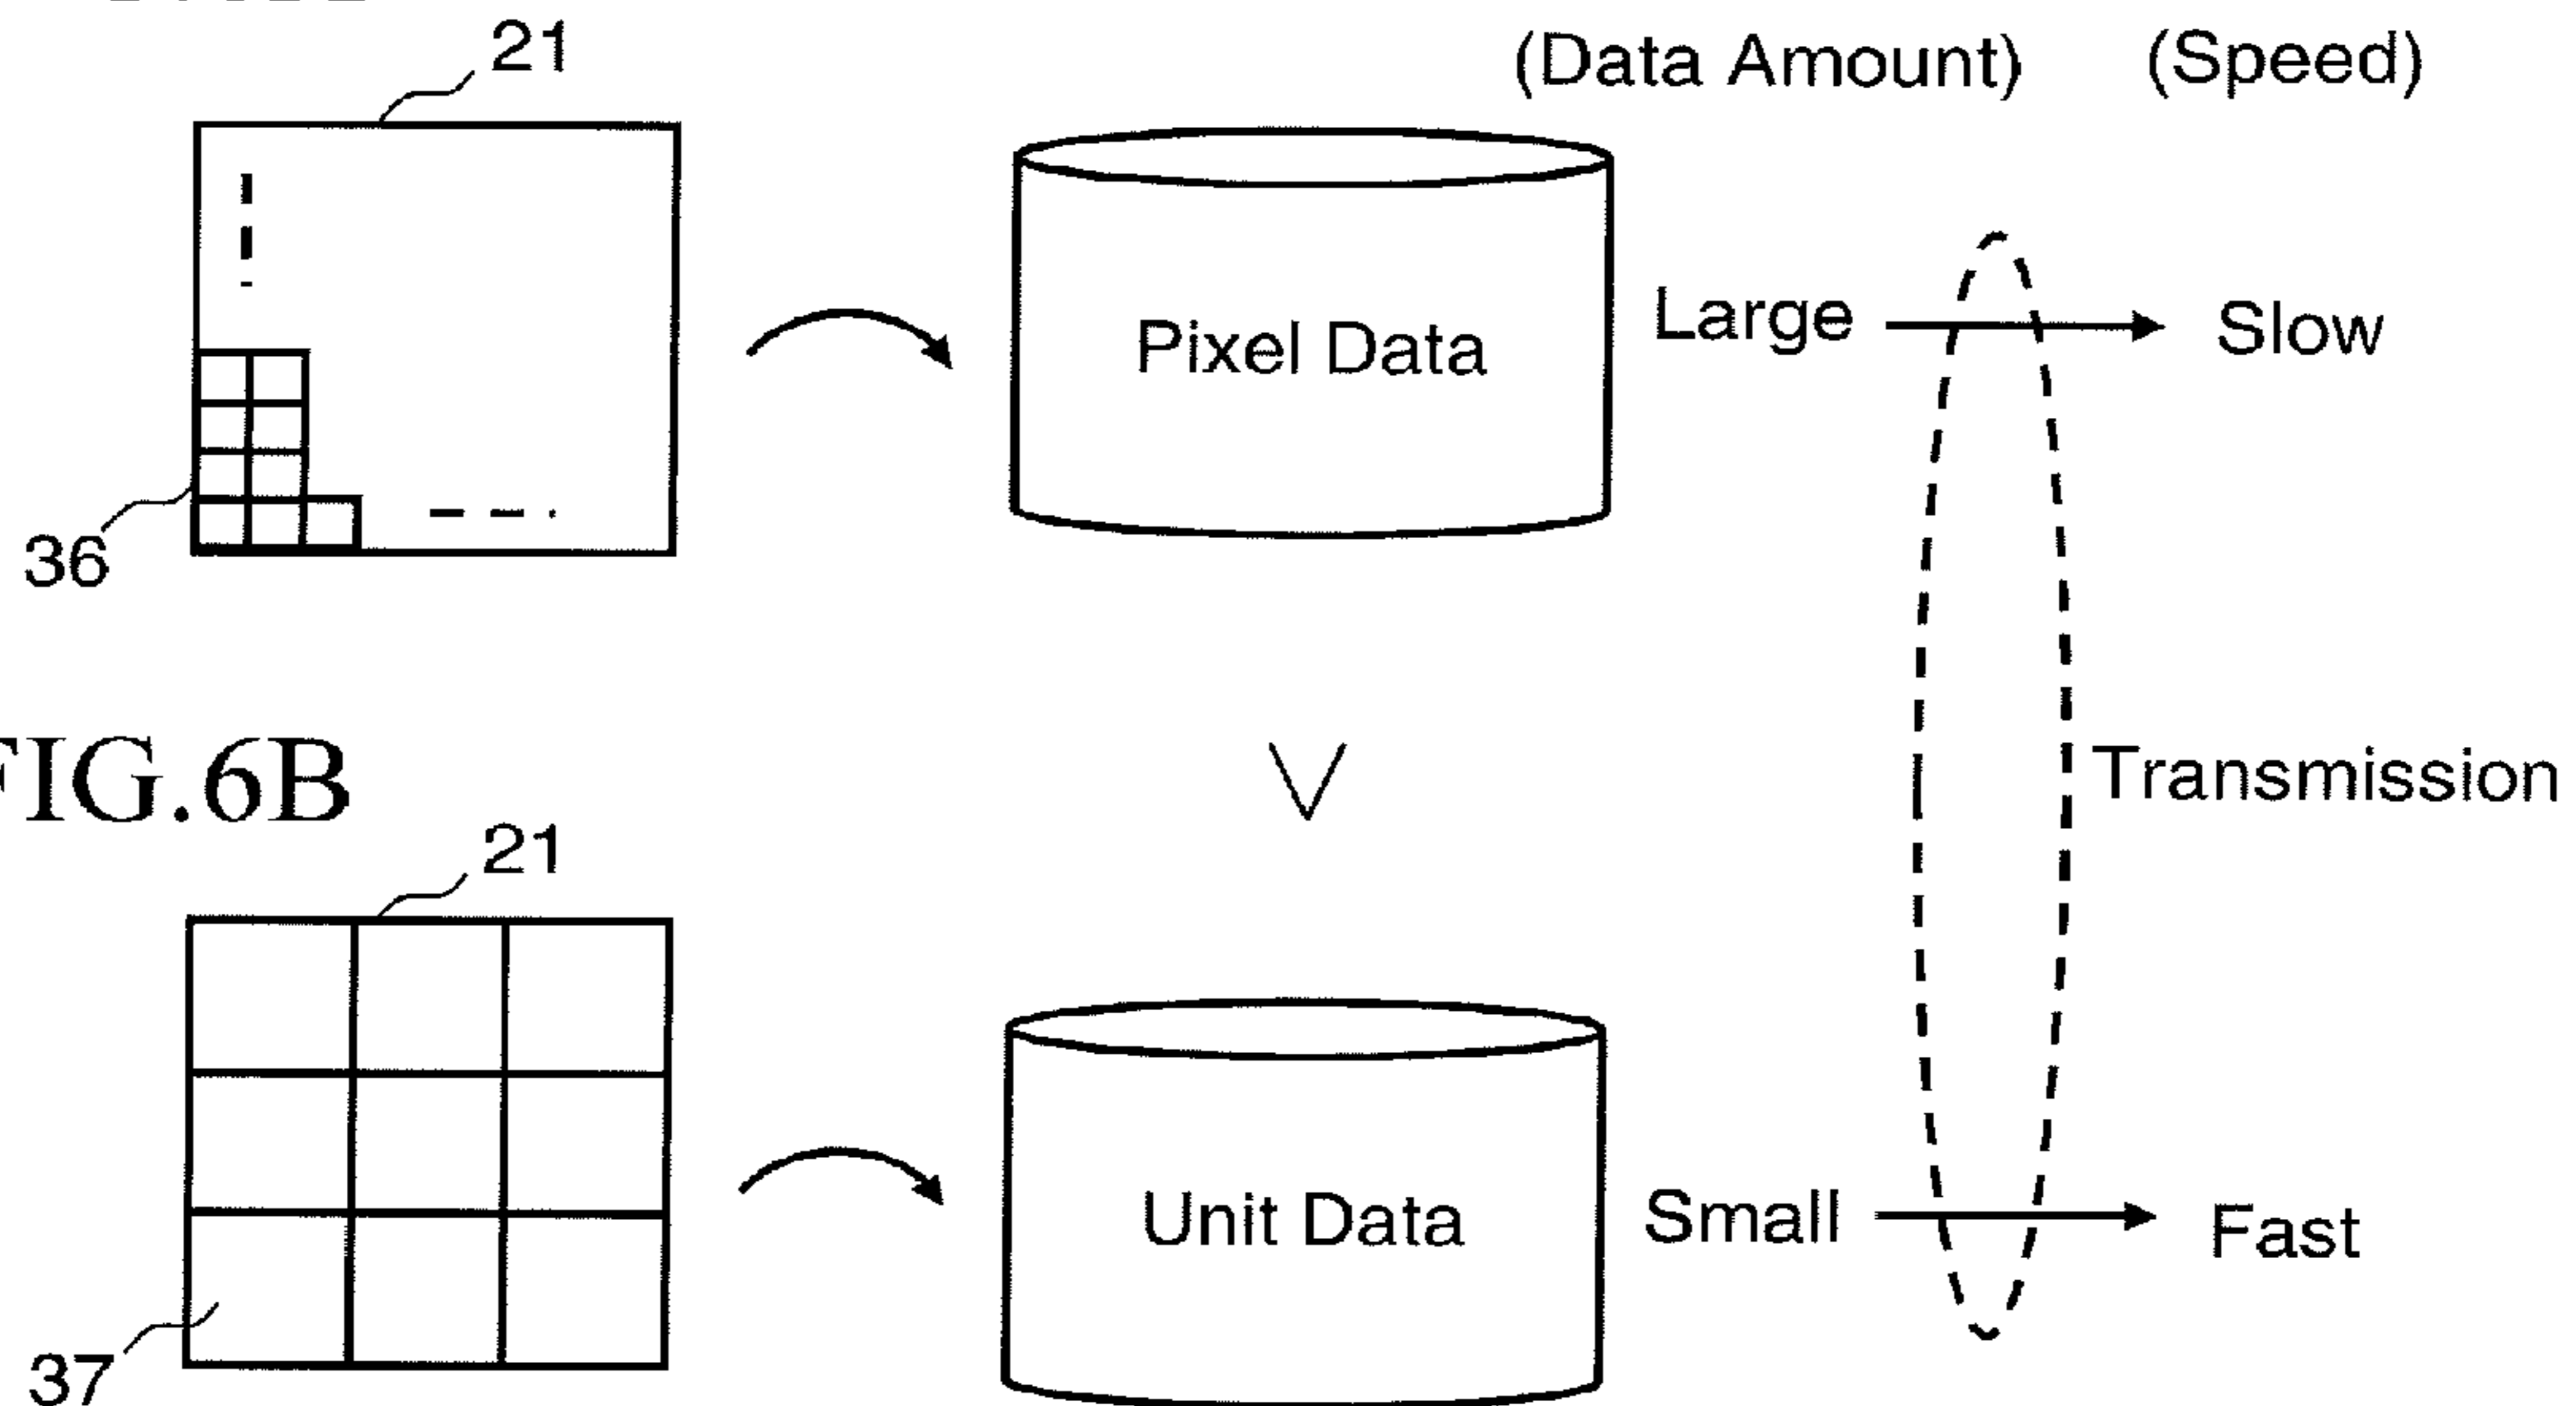 21
(Data Amount) (Speed)
Pixel Data
Large
Slow
36
FIG.6B
Transmission
21
Unit Data
Small
Fast
37